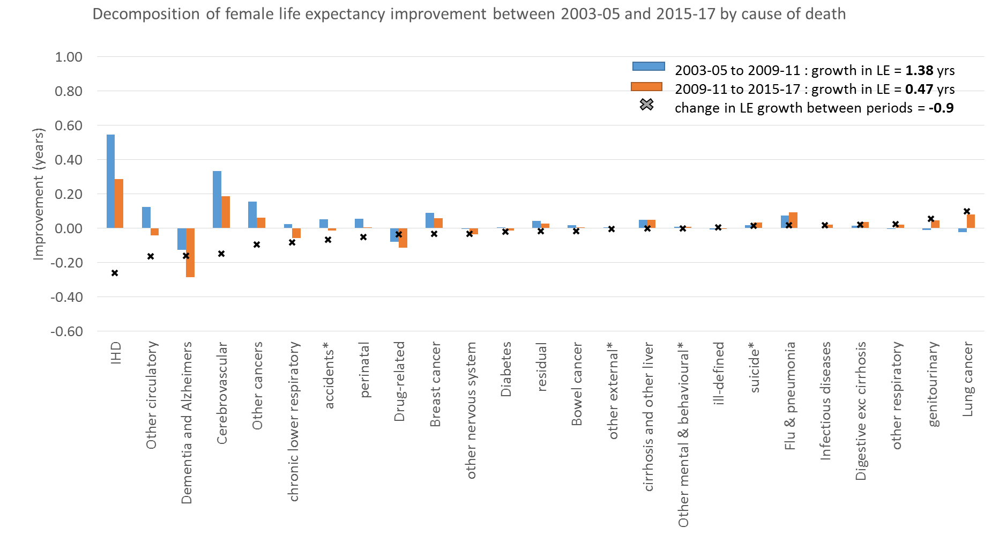 Decomposition of female life expectancy improvement between 2003-05 and 2015-17 by cause of death
1.00
0.80
0.60
0.40
0.20
0.00
-0.20
-0.40
-0.60
Improvement (years)
2003-05 to 2009-11 : growth in LE = 1.38 yrs
2009-11 to 2015-17 : growth in LE = 0.47 yrs
change in LE growth between periods = -0.9
IHD
Other circulatory
Dementia and Alzheimers
Cerebrovascular
Other cancers
chronic lower respiratory
accidents*
perinatal
Drug-related
Breast cancer
other nervous system
Diabetes
residual
Bowel cancer
other external*
cirrhosis and other liver
Other mental & behavioural*
ill-defined
suicide*
Flu & pneumonia
Infectious diseases
Digestive exc cirrhosis
other respiratory
genitourinary
Lung cancer